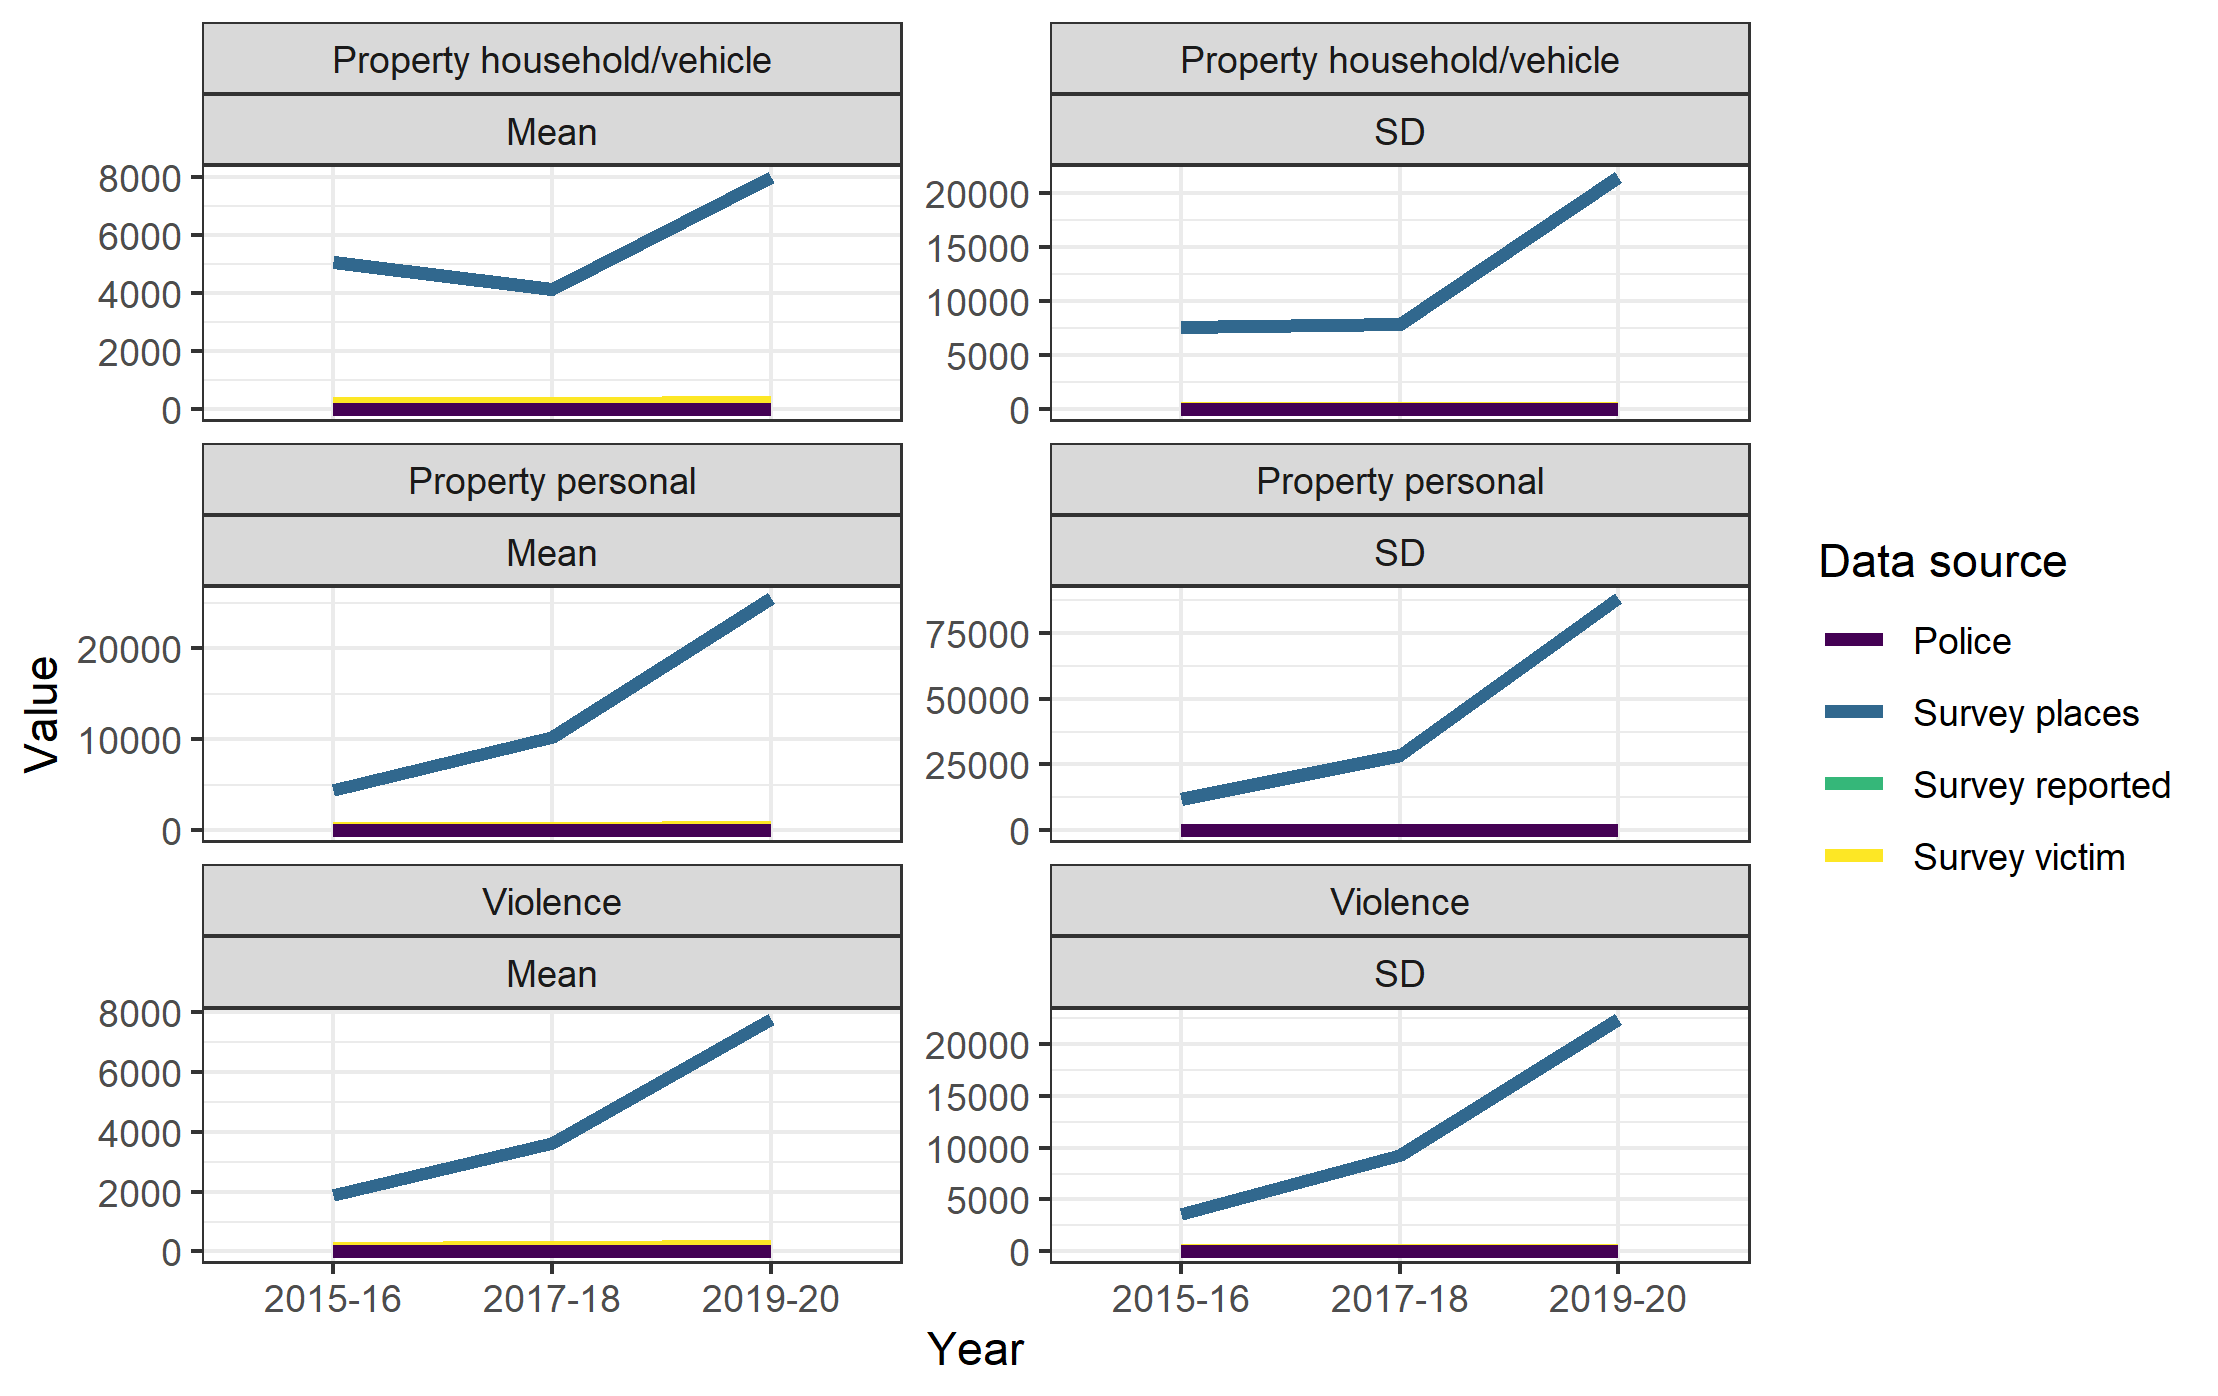 Property household/vehicle
Mean
8000
6000
4000
2000
0
Property household/vehicle
SD
20000
15000
10000
5000
0
Property personal
Mean
20000
10000
0
Property personal
SD
75000
50000
25000
0
Violence
Mean
8000
6000
4000
2000
0
2015-16 2017-18 2019-20
Violence
SD
20000
15000
10000
5000
0
2015-16 2017-18 2019-20
Value
Year
Data source
Police
Survey places
Survey reported
Survey victim